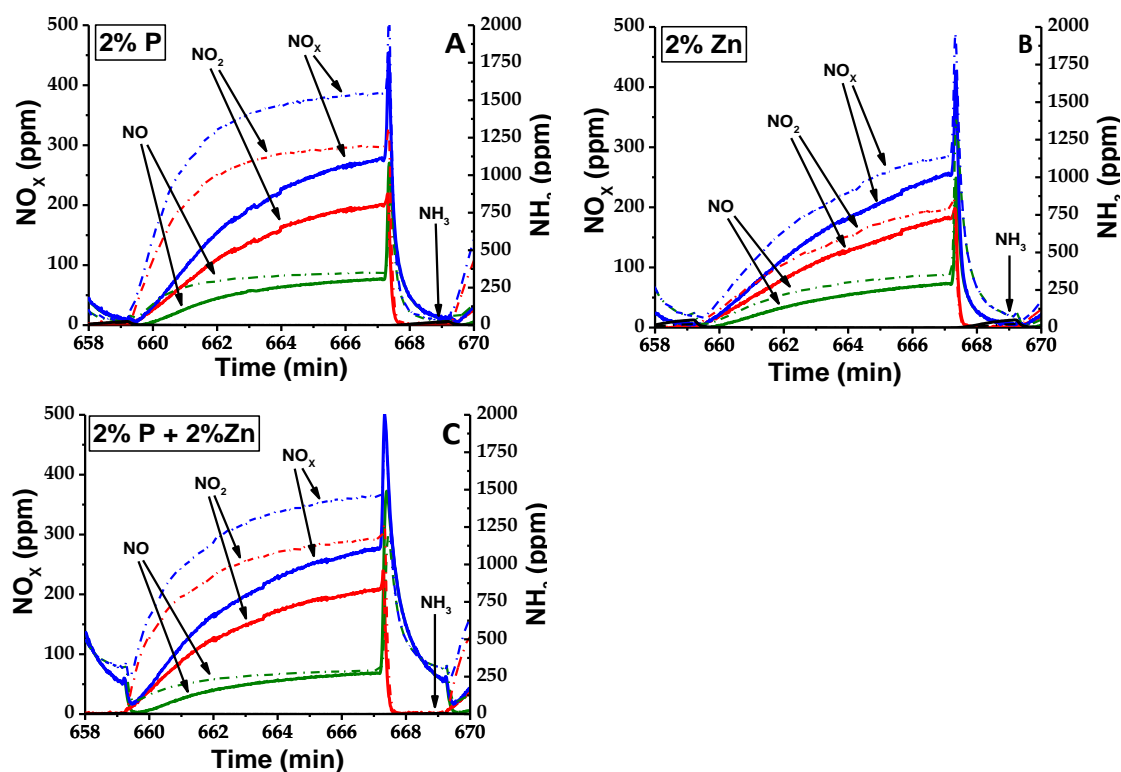 2% P
A
NO2
NOX
NO
NH3
500
400
300
200
100
0
2000
1750
1500
1250
1000
750
500
250
0
658 660 662 664 666 668 670
NOX (ppm)
NH3 (ppm)
Time (min)
2% Zn
B
NOX
NO2
NO
NH3
500
400
300
200
100
0
2000
1750
1500
1250
1000
750
500
250
0
658 660 662 664 666 668 670
NOX (ppm)
NH3 (ppm)
Time (min)
2% P + 2%Zn
C
NOX
NO2
NO
NH3
500
400
300
200
100
0
2000
1750
1500
1250
1000
750
500
250
0
658 660 662 664 666 668 670
NOX (ppm)
NH3 (ppm)
Time (min)